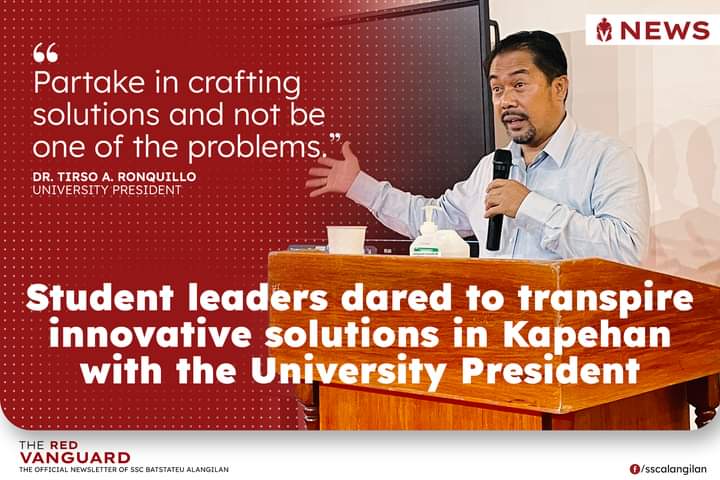 NEWS
“
Partake in crafting
solutions and not be
one of the problems.”
DR. TIRSO A. RONQUILLO
UNIVERSITY PRESIDENT
Student leaders dared to transpire
innovative solutions in Kapehan
with the University President
THE RED
VANGUARD
THE OFFICIAL NEWSLETTER OF SSC BATSTATEU ALANGILAN
/sscalangilan